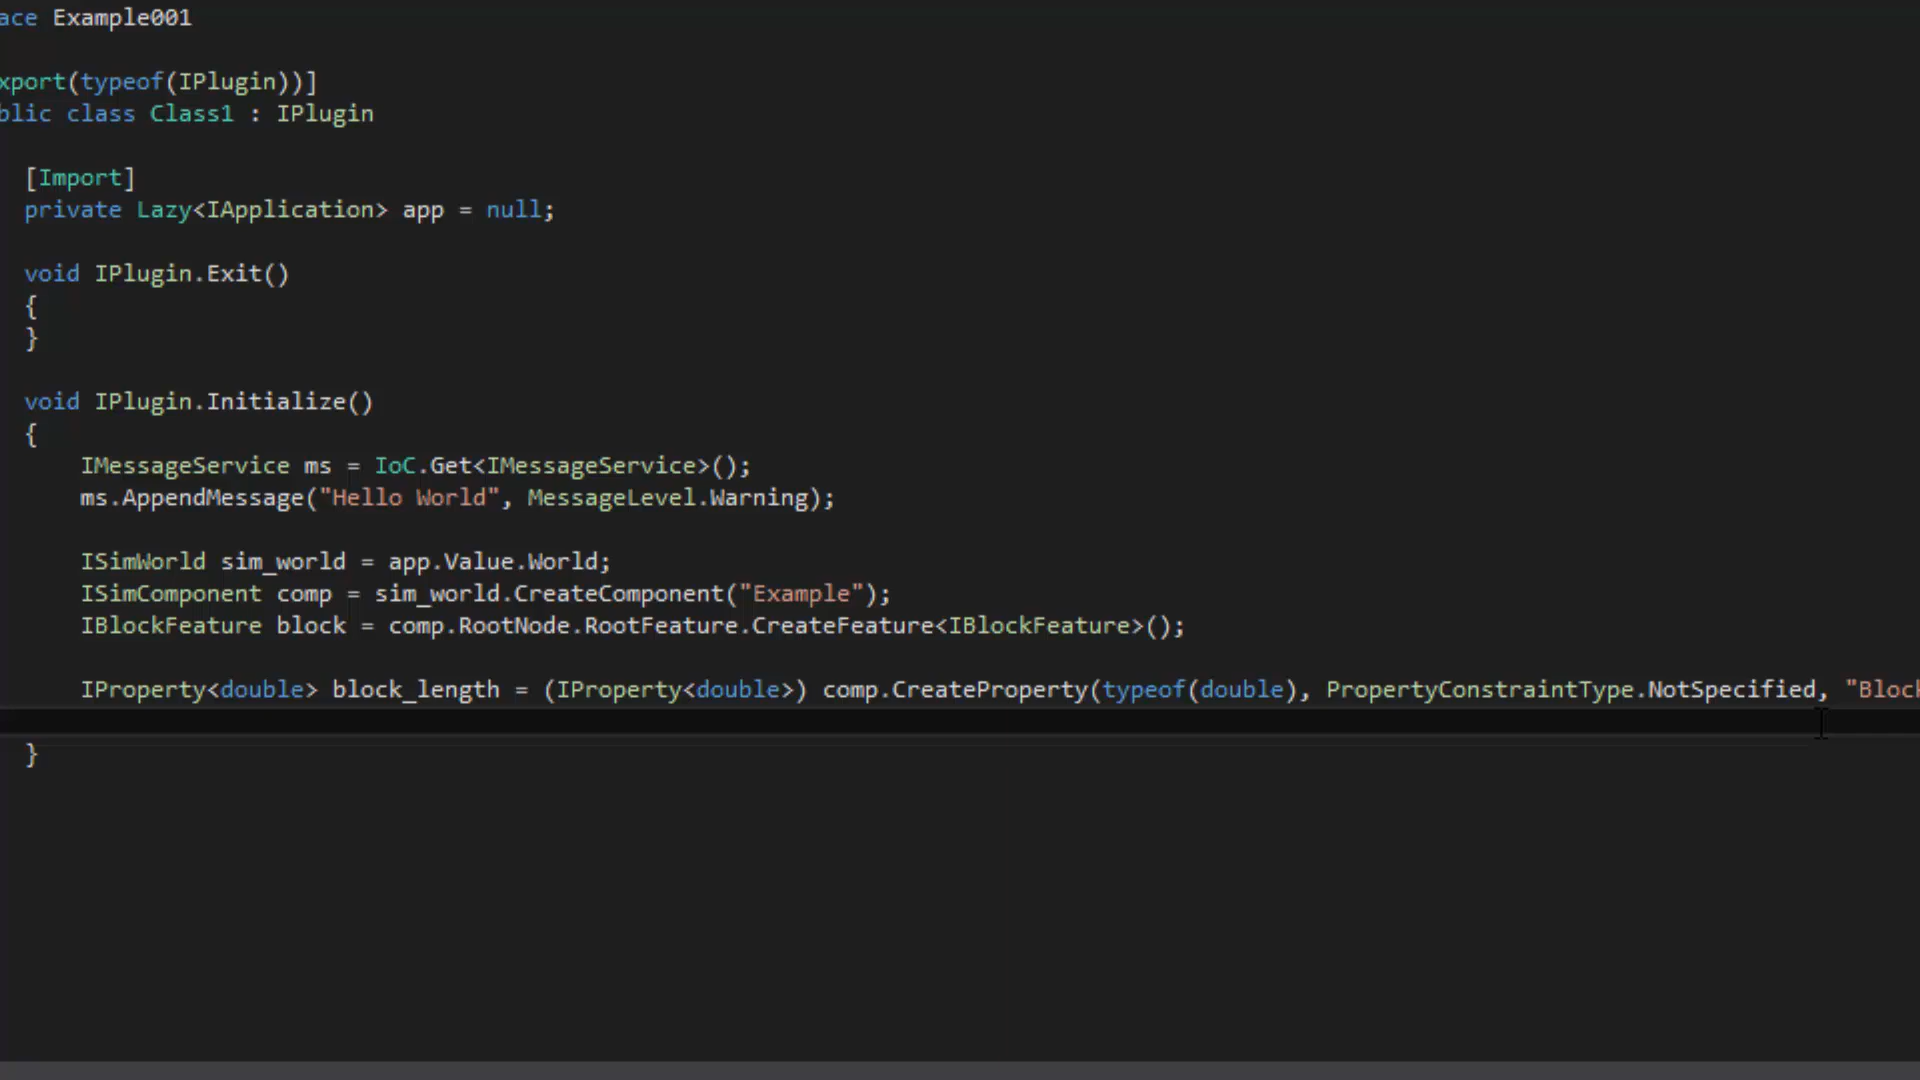 ace Example001
xport(typeof(IPlugin))]
blic class Class1 : IPlugin
[Import]
private Lazy<IApplication> app = null;
void IPlugin.Exit()
{
}
void IPlugin.Initialize()
{
IMessageService ms = IoC.Get<IMessageService>();
ms.AppendMessage("Hello World", MessageLevel.Warning);
ISimWorld sim_world = app.Value.World;
ISimComponent comp = sim_world.CreateComponent("Example");
IBlockFeature block = comp.RootNode.RootFeature.CreateFeature<IBlockFeature>();
IProperty<double> block_length = (IProperty<double>) comp.CreateProperty(typeof(double), PropertyConstraintType.NotSpecified, "Block
}